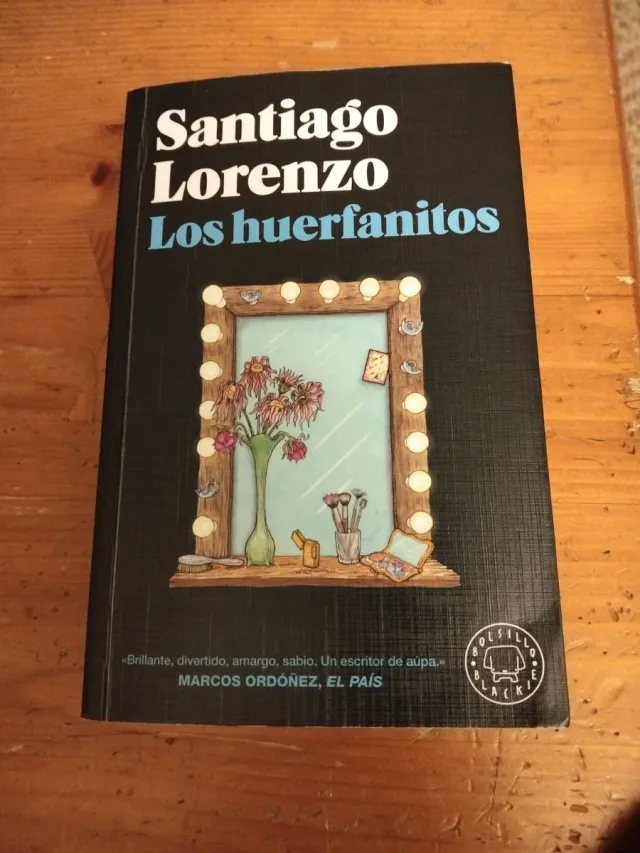 Santiago
Lorenzo
Los huerfanitos
«Brillante, divertido, amargo, sabio. Un escritor de aúpa.»
MARCOS ORDÓÑEZ, EL PAÍS
BOLSILLO
BLACKIE